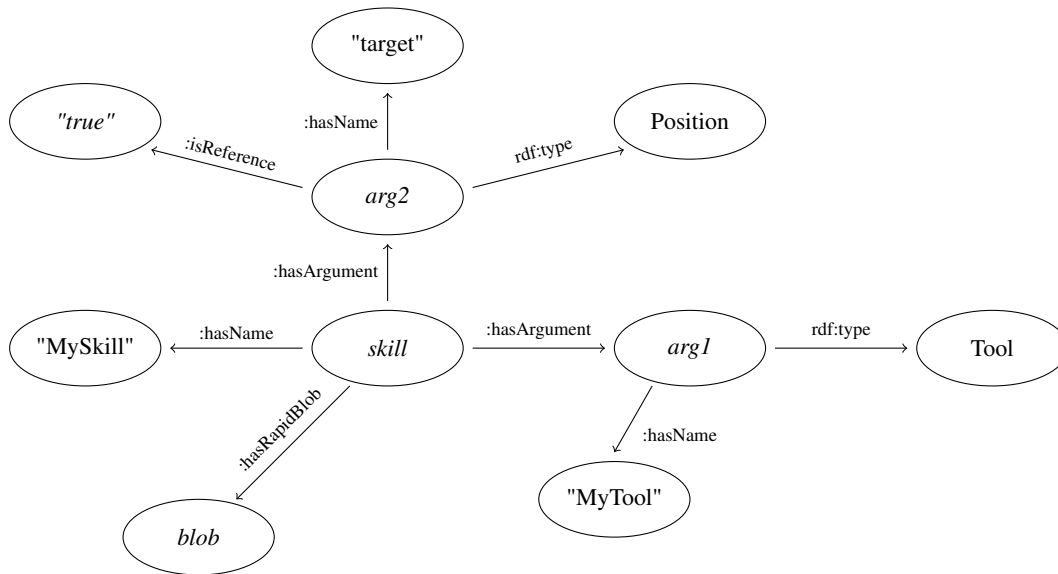 "target"
"true"
:isReference
:hasName
rdf:type
Position
arg2
:hasArgument
"MySkill"
:hasName
skill
:hasArgument
arg1
rdf:type
Tool
:hasRapidBlob
:hasName
"MyTool"
blob